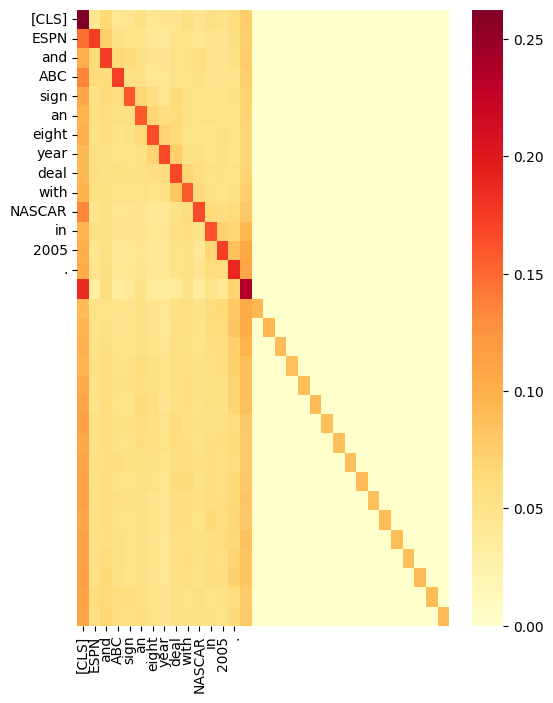 [CLS]
ESPN
and
ABC
sign
an
eight
year
deal
with
NASCAR
in
2005
.
[CLS]
ESPN
and
ABC
sign
an
eight
year
deal
with
NASCAR
in
2005
.
0.25
0.20
0.15
0.10
0.05
0.00